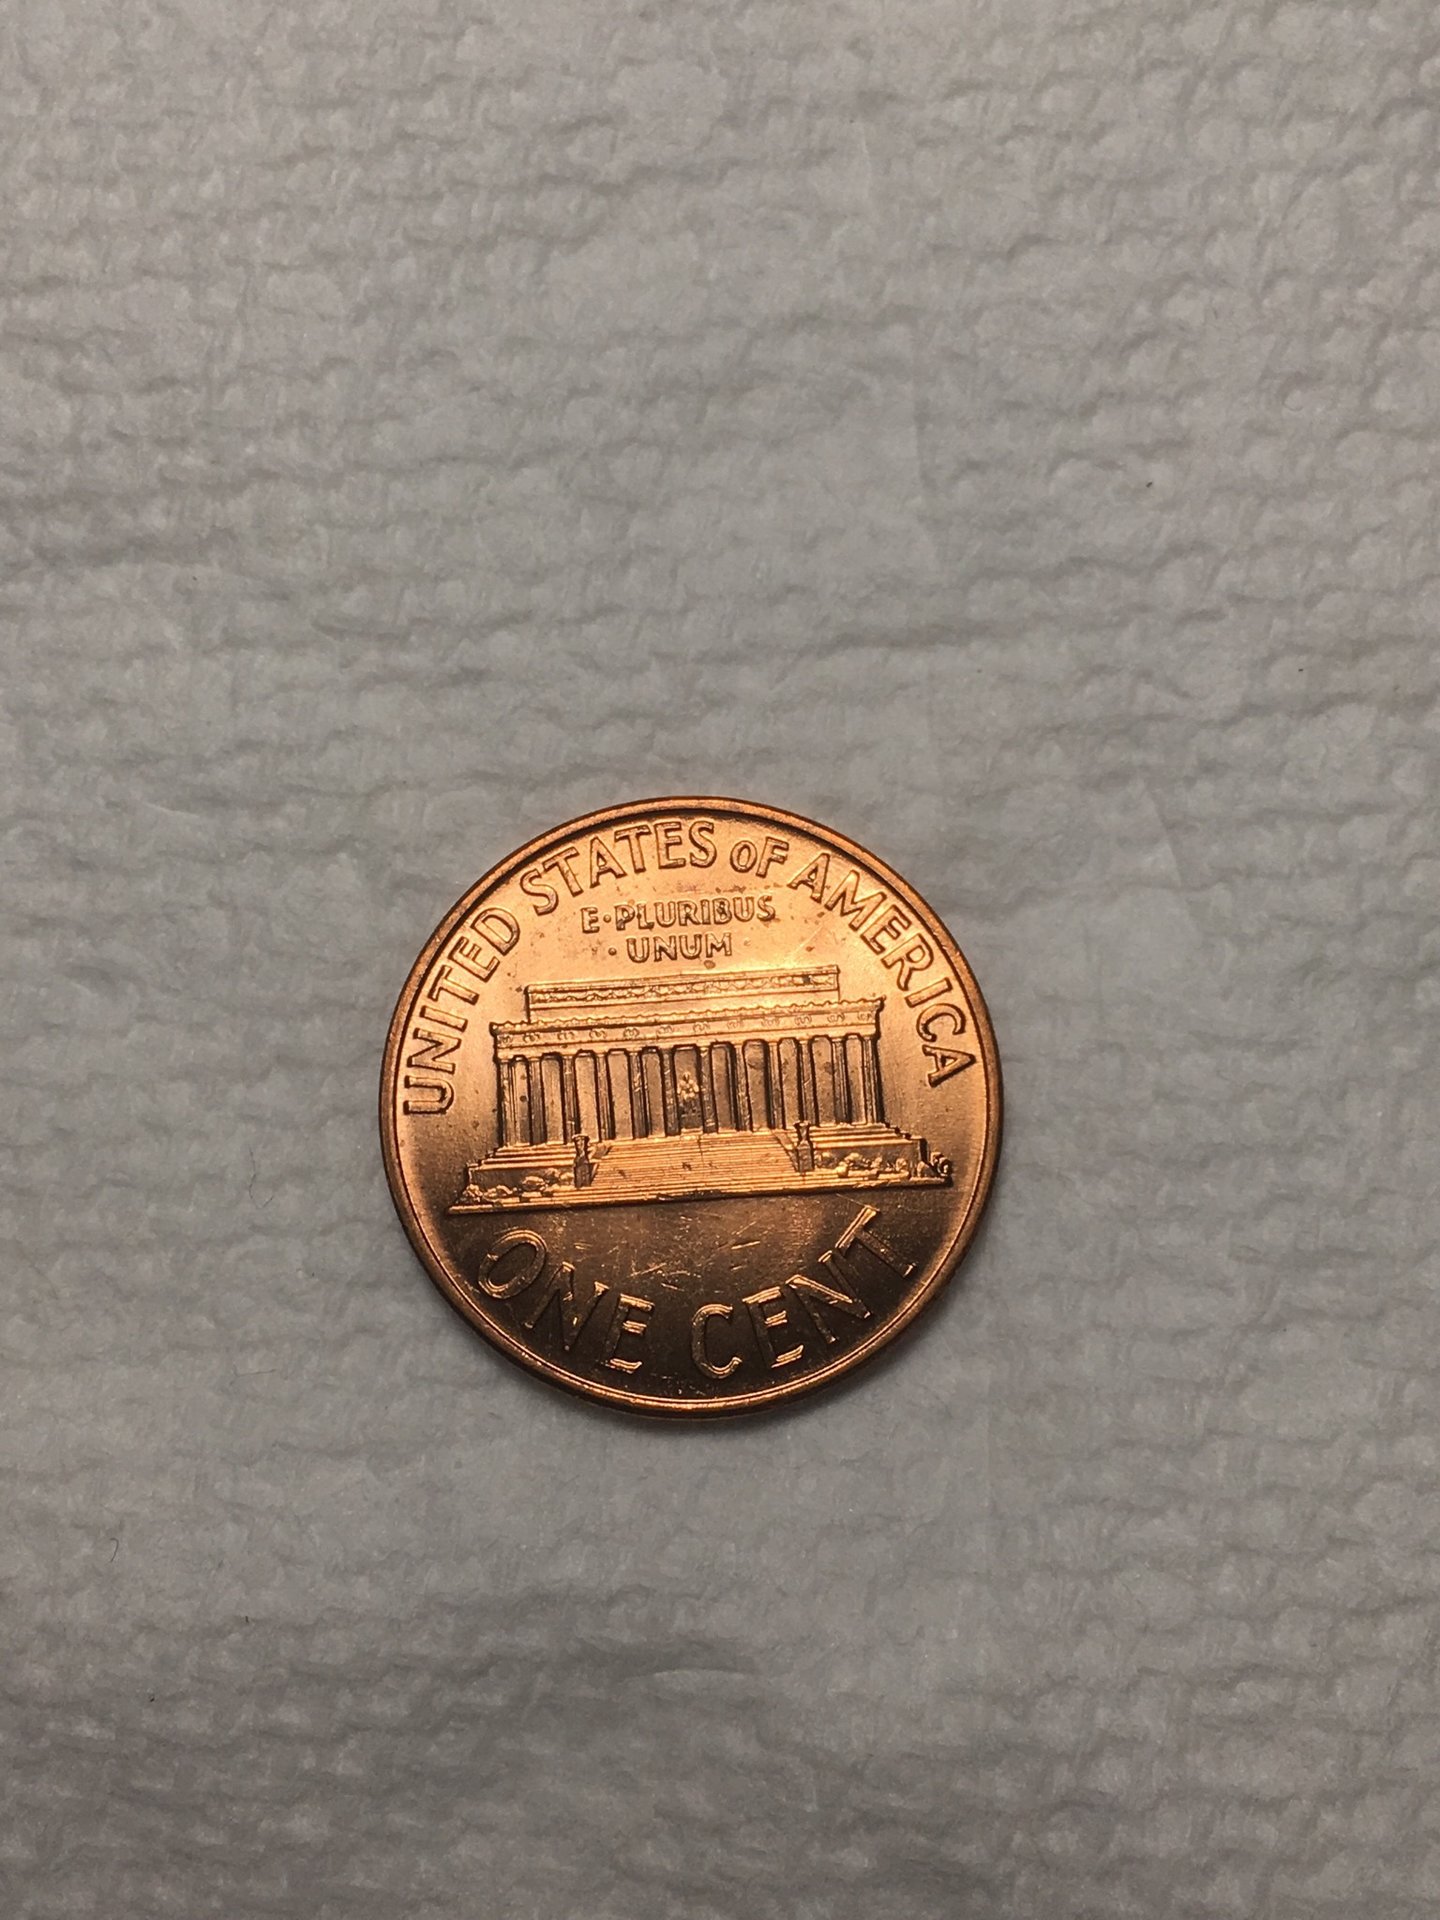 UNITED STATES OF AMERICA
E·PLURIBUS
·UNUM
ONE CENT